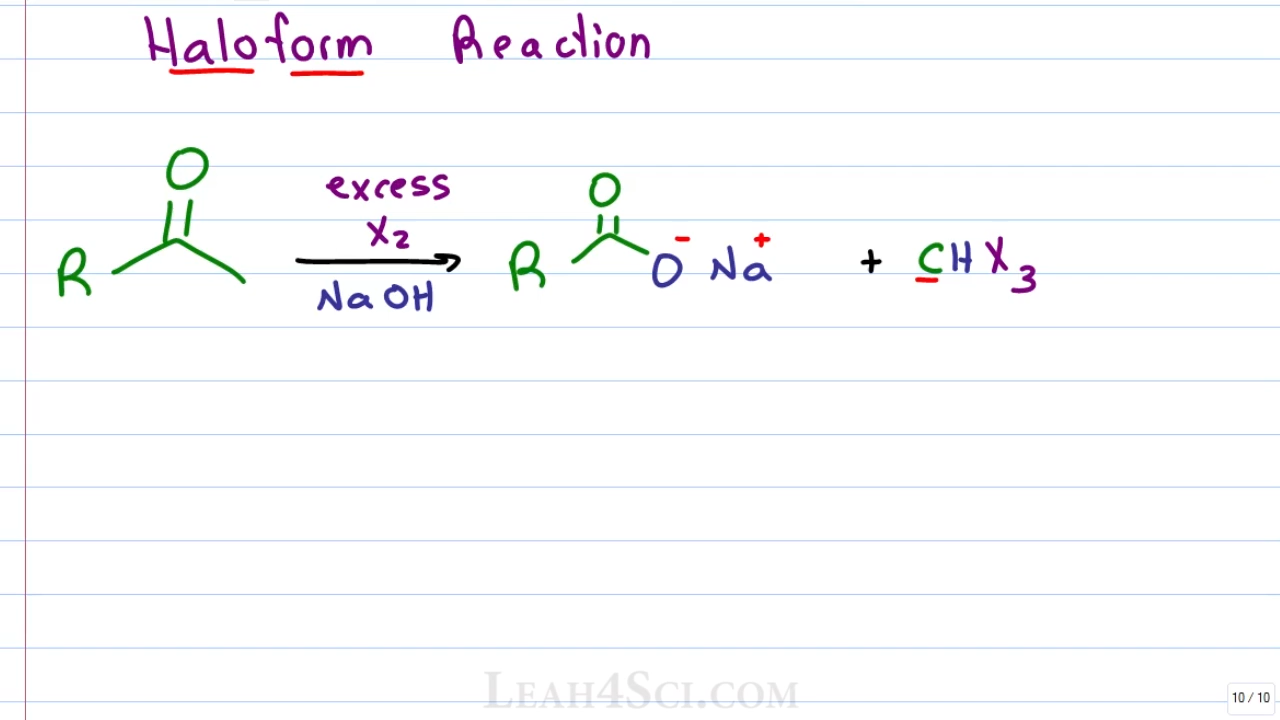 Haloform Reaction
O excess O
X2
R NaOH R O⁻ Na⁺ + CHX3
LEAH4SCI.COM
10 / 10